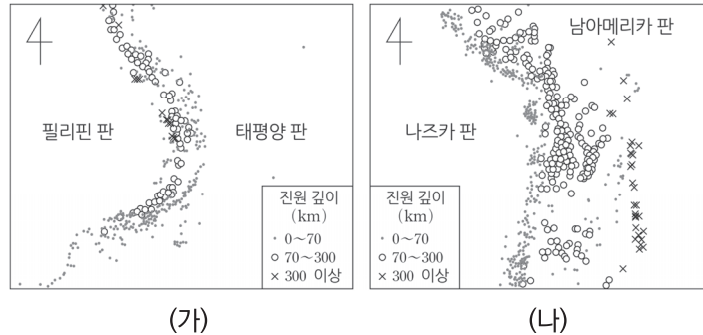 필리핀 판
태평양 판
진원 깊이
(km)
0~70
70~300
300 이상
(가)
남아메리카 판
나즈카 판
진원 깊이
(km)
0~70
70~300
300 이상
(나)